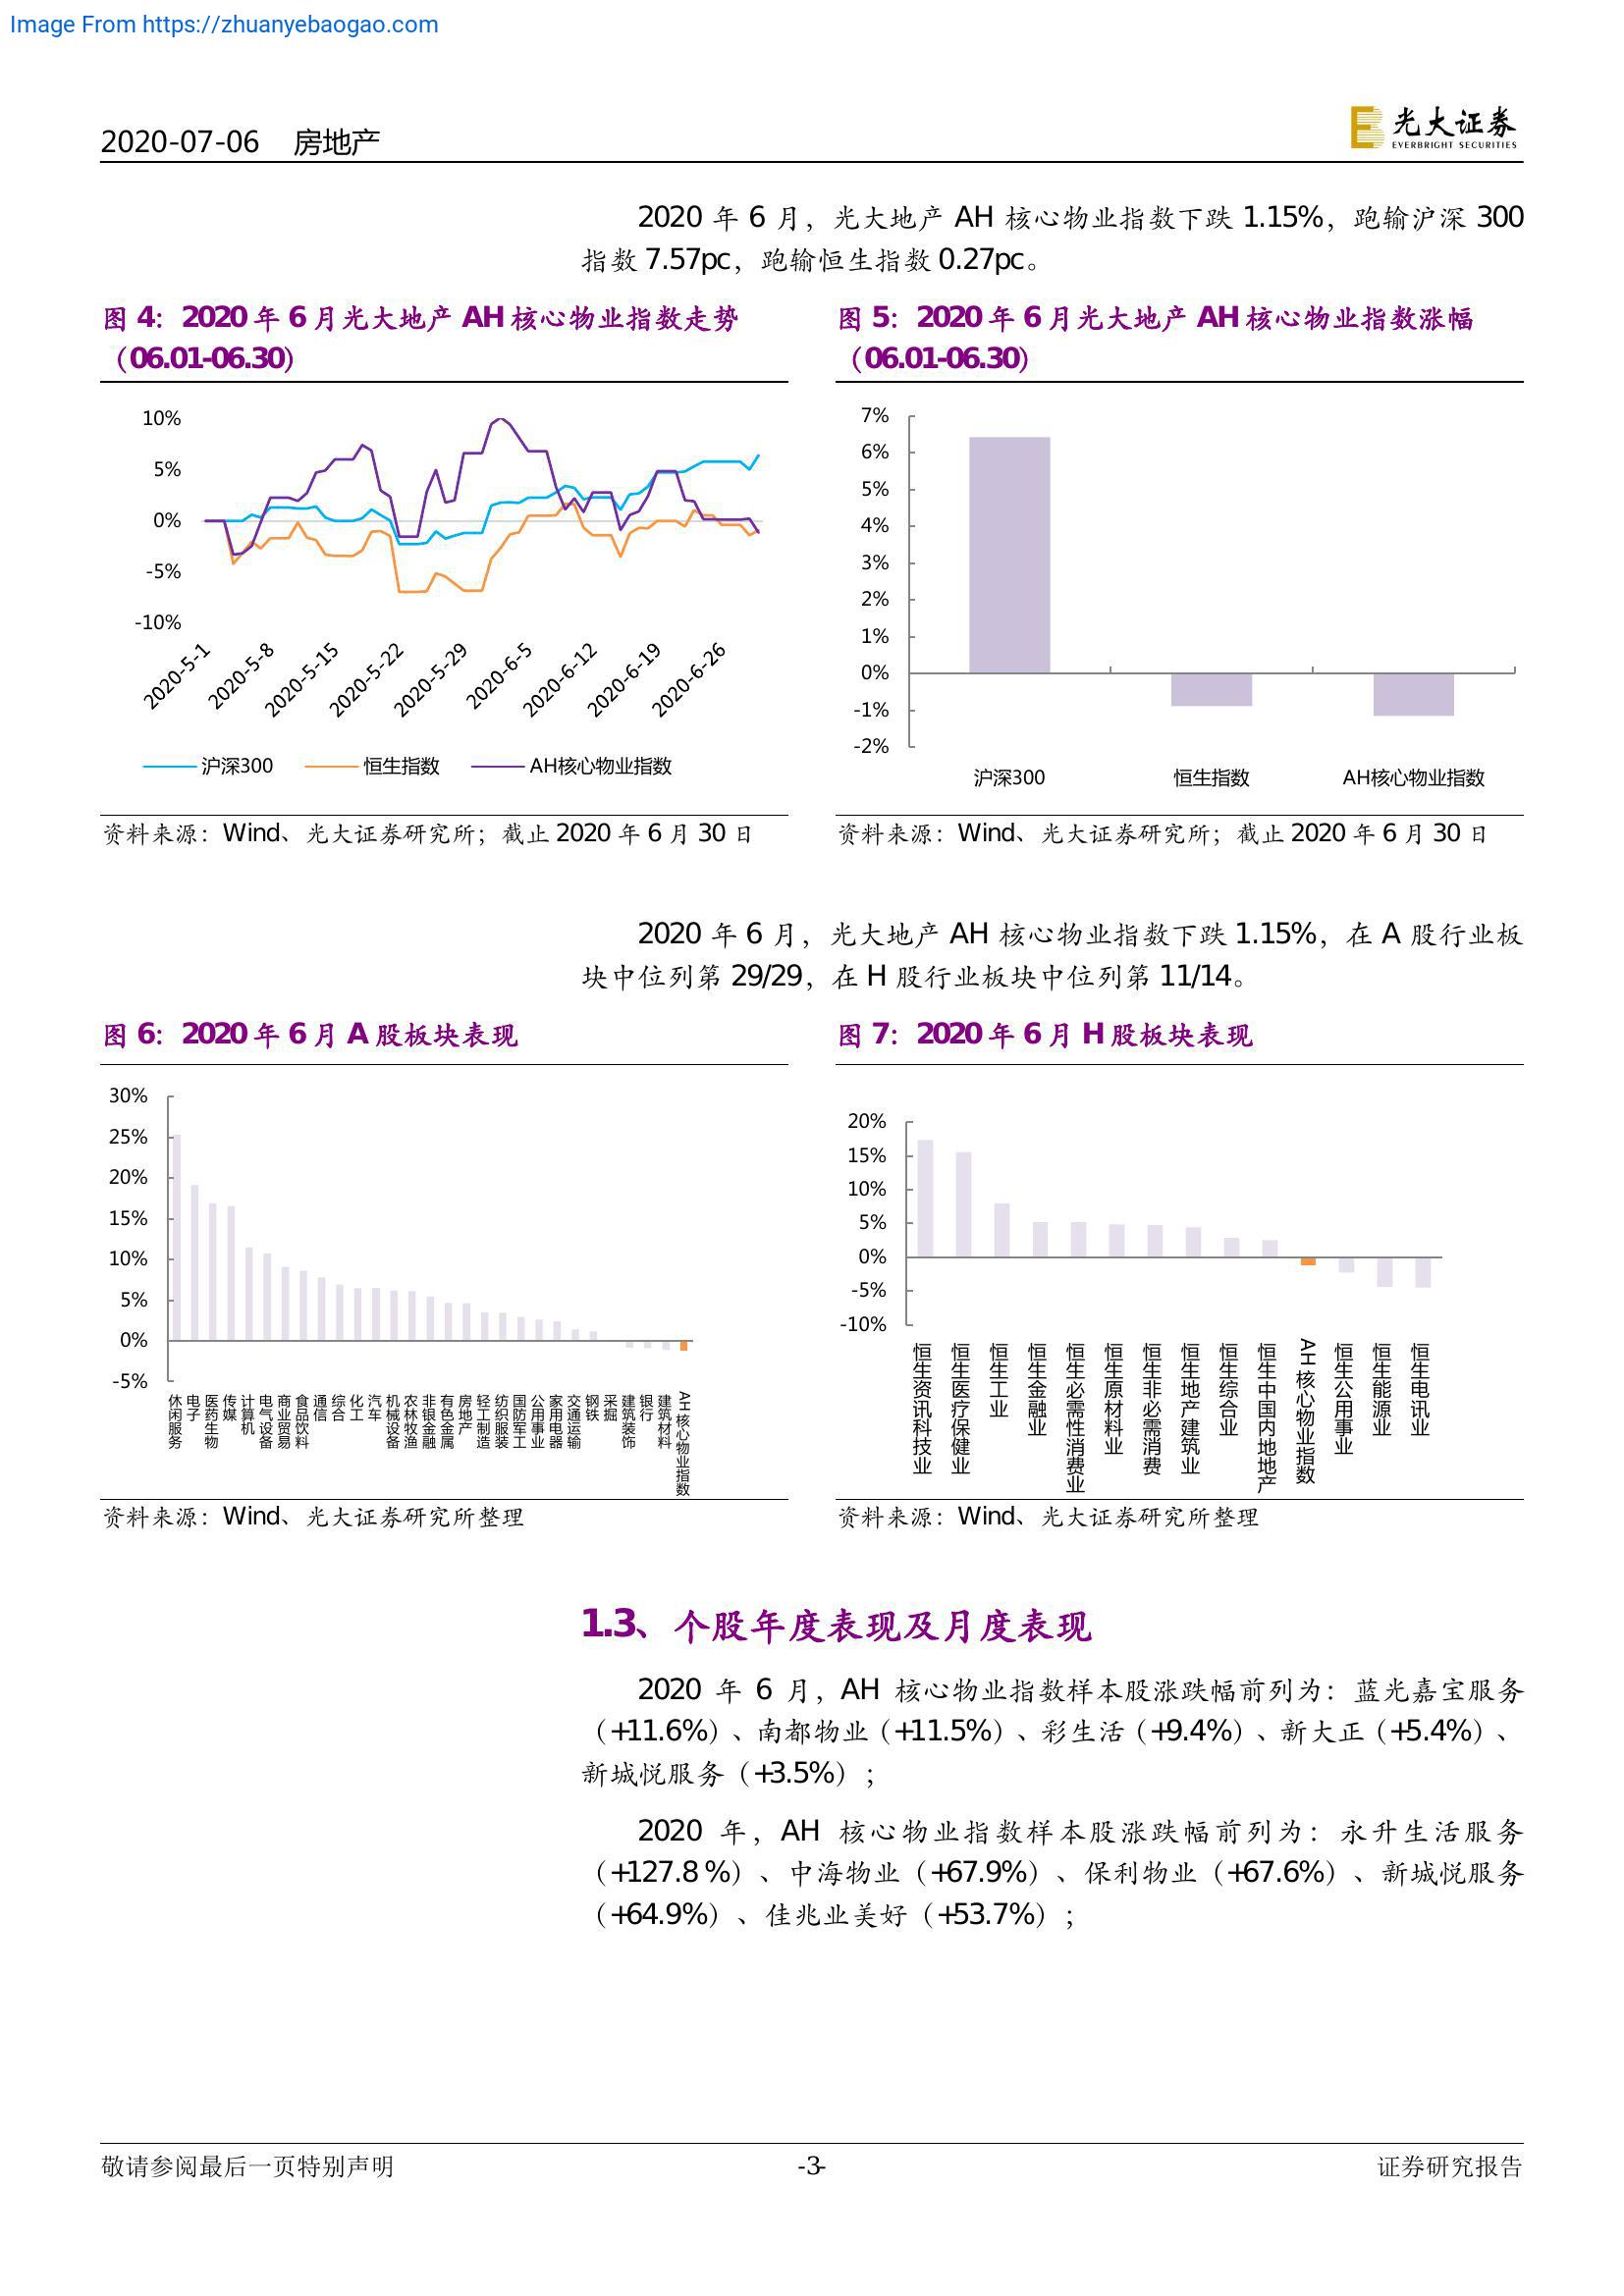 Image From https://zhuanyebaogao.com
2020-07-06 房地产
光大证券
EVERBRIGHT SECURITIES
2020 年 6 月，光大地产 AH 核心物业指数下跌 1.15%，跑输沪深 300
指数 7.57pc，跑输恒生指数 0.27pc。
图 4：2020 年 6 月光大地产 AH 核心物业指数走势
（06.01-06.30）
10%
5%
0%
-5%
-10%
2020-5-1
2020-5-8
2020-5-15
2020-5-22
2020-5-29
2020-6-5
2020-6-12
2020-6-19
2020-6-26
沪深300 恒生指数 AH核心物业指数
资料来源：Wind、光大证券研究所；截止 2020 年 6 月 30 日
图 5：2020 年 6 月光大地产 AH 核心物业指数涨幅
（06.01-06.30）
7%
6%
5%
4%
3%
2%
1%
0%
-1%
-2%
沪深300 恒生指数 AH核心物业指数
资料来源：Wind、光大证券研究所；截止 2020 年 6 月 30 日
2020 年 6 月，光大地产 AH 核心物业指数下跌 1.15%，在 A 股行业板
块中位列第 29/29，在 H 股行业板块中位列第 11/14。
图 6：2020 年 6 月 A 股板块表现
30%
25%
20%
15%
10%
5%
0%
-5%
休闲服务
电子
医药生物
传媒
计算机
电气设备
商业贸易
食品饮料
通信
综合
化工
汽车
机械设备
农林牧渔
非银金融
有色金属
房地产
轻工制造
纺织服装
国防军工
公用事业
家用电器
交通运输
钢铁
采掘
建筑装饰
银行
建筑材料
AH核心物业指数
资料来源：Wind、光大证券研究所整理
图 7：2020 年 6 月 H 股板块表现
20%
15%
10%
5%
0%
-5%
-10%
恒生资讯科技业
恒生医疗保健业
恒生工业
恒生金融业
恒生必需性消费业
恒生原材料业
恒生非必需消费
恒生地产建筑业
恒生综合业
恒生中国内地地产
AH核心物业指数
恒生公用事业
恒生能源业
恒生电讯业
资料来源：Wind、光大证券研究所整理
1.3、个股年度表现及月度表现
2020 年 6 月，AH 核心物业指数样本股涨跌幅前列为：蓝光嘉宝服务
（+11.6%）、南都物业（+11.5%）、彩生活（+9.4%）、新大正（+5.4%）、
新城悦服务（+3.5%）；
2020 年，AH 核心物业指数样本股涨跌幅前列为：永升生活服务
（+127.8 %）、中海物业（+67.9%）、保利物业（+67.6%）、新城悦服务
（+64.9%）、佳兆业美好（+53.7%）；
敬请参阅最后一页特别声明 -3- 证券研究报告